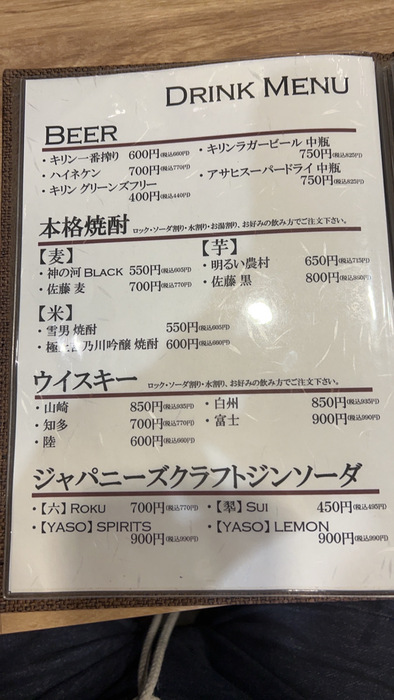 DRINK MENU
BEER
・キリン一番搾り 600円(税込660円)
・ハイネケン 700円(税込770円)
・キリン グリーンズフリー
400円(税込440円)
・キリンラガービール 中瓶
750円(税込825円)
・アサヒスーパードライ 中瓶
750円(税込825円)
本格焼酎 ロック・ソーダ割り・水割り・お湯割り、お好みの飲み方でご注文下さい。
【麦】
・神の河 BLACK 550円(税込605円)
・佐藤 麦 700円(税込770円)
【芋】
・明るい農村 650円(税込715円)
・佐藤 黒 800円(税込880円)
【米】
・雪男 焼酎 550円(税込605円)
・極 乃川吟醸 焼酎 600円(税込660円)
ウイスキー ロック・ソーダ割り・水割り、お好みの飲み方でご注文下さい。
・山崎 850円(税込935円)
・知多 700円(税込770円)
・陸 600円(税込660円)
・白州 850円(税込935円)
・富士 900円(税込990円)
ジャパニーズクラフトジンソーダ
・【六】ROKU 700円(税込770円)
・【翠】SUI 450円(税込495円)
・【YASO】SPIRITS
900円(税込990円)
・【YASO】LEMON
900円(税込990円)